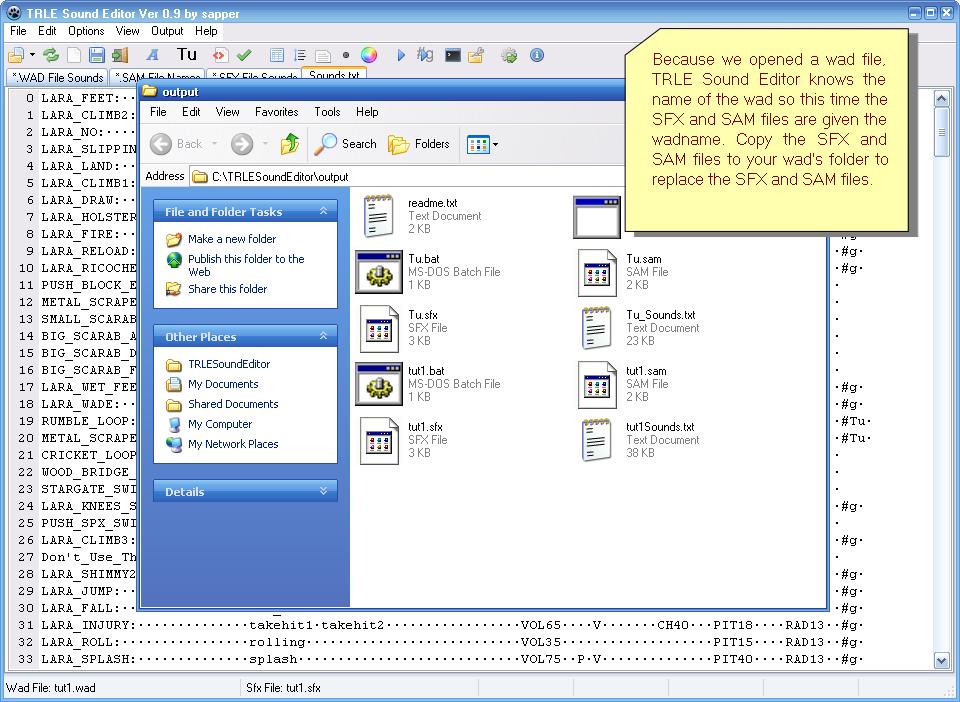 TRLE Sound Editor Ver 0.9 by sapper
File Edit Options View Output Help
A Tu
*.WAD File Sounds *.SAM File Names *.SFX File Sounds Sounds.txt
Because we opened a wad file,
TRLE Sound Editor knows the
name of the wad so this time the
SFX and SAM files are given the
wadname. Copy the SFX and
SAM files to your wad's folder to
replace the SFX and SAM files.
output
File Edit View Favorites Tools Help
Back Search Folders
Address C:\TRLESoundEditor\output
File and Folder Tasks
Make a new folder
Publish this folder to the
Web
Share this folder
Other Places
TRLESoundEditor
My Documents
Shared Documents
My Computer
My Network Places
Details
readme.txt
Text Document
2 KB
Tu.bat
MS-DOS Batch File
1 KB
Tu.sam
SAM File
2 KB
Tu.sfx
SFX File
3 KB
Tu_Sounds.txt
Text Document
23 KB
tut1.bat
MS-DOS Batch File
1 KB
tut1.sam
SAM File
2 KB
tut1.sfx
SFX File
3 KB
tut1Sounds.txt
Text Document
38 KB
0 LARA_FEET:··
1 LARA_CLIMB2:
2 LARA_NO:····
3 LARA_SLIPPIN
4 LARA_LAND:··
5 LARA_CLIMB1:
6 LARA_DRAW:··
7 LARA_HOLSTER
8 LARA_FIRE:··
9 LARA_RELOAD: ·#g·
10 LARA_RICOCHE ·#g·
11 PUSH_BLOCK_E ·
12 METAL_SCRAPE ·
13 SMALL_SCARAB ·
14 BIG_SCARAB_A ·
15 BIG_SCARAB_D ·
16 BIG_SCARAB_F ·
17 LARA_WET_FEE ·#g·
18 LARA_WADE:·· ·#g·
19 RUMBLE_LOOP: ·#Tu·
20 METAL_SCRAPE ·#Tu·
21 CRICKET_LOOP ·
22 WOOD_BRIDGE_ ·
23 STARGATE_SWI ·
24 LARA_KNEES_S ·#g·
25 PUSH_SPX_SWI ·
26 LARA_CLIMB3: ·#g·
27 Don't_Use_Th ·
28 LARA_SHIMMY2 ·#g·
29 LARA_JUMP:·· ·#g·
30 LARA_FALL:·· ·#g·
31 LARA_INJURY:··············takehit1·takehit2················VOL65····V·······CH40····PIT18····RAD13··#g·
32 LARA_ROLL:················rolling··························VOL35····················PIT15····RAD13··#g·
33 LARA_SPLASH:··············splash···························VOL75··P·V···············PIT40····RAD13··#g·
Wad File: tut1.wad Sfx File: tut1.sfx